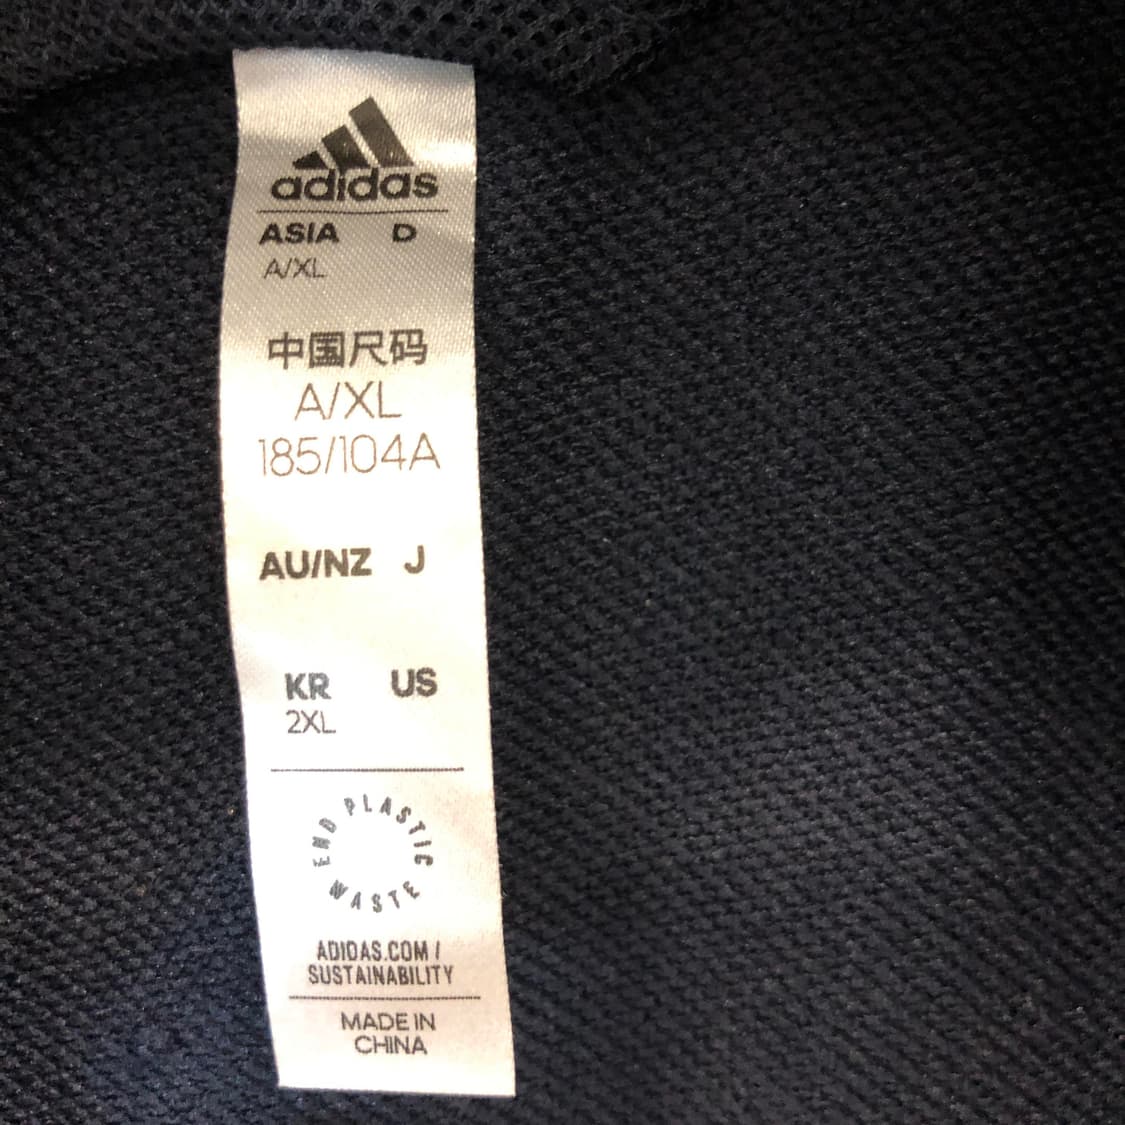 adidas
ASIA D
A/XL
中国尺码
A/XL
185/104A
AU/NZ J
KR US
2XL
END PLASTIC WASTE
ADIDAS.COM /
SUSTAINABILITY
MADE IN
CHINA